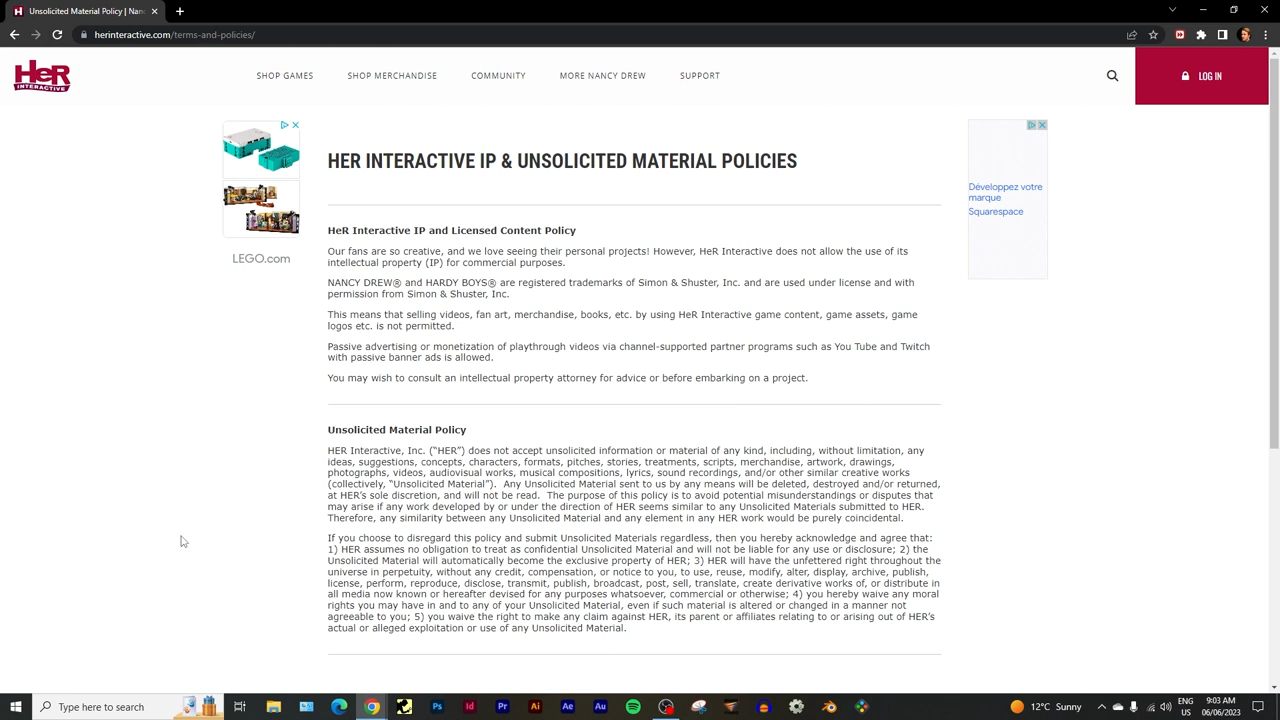 Unsolicited Material Policy | Nan
herinteractive.com/terms-and-policies/
HeR
INTERACTIVE
SHOP GAMES
SHOP MERCHANDISE
COMMUNITY
MORE NANCY DREW
SUPPORT
LOG IN
HER INTERACTIVE IP & UNSOLICITED MATERIAL POLICIES
LEGO.com
Développez votre
marque
Squarespace
HeR Interactive IP and Licensed Content Policy
Our fans are so creative, and we love seeing their personal projects! However, HeR Interactive does not allow the use of its
intellectual property (IP) for commercial purposes.
NANCY DREW® and HARDY BOYS® are registered trademarks of Simon & Shuster, Inc. and are used under license and with
permission from Simon & Shuster, Inc.
This means that selling videos, fan art, merchandise, books, etc. by using HeR Interactive game content, game assets, game
logos etc. is not permitted.
Passive advertising or monetization of playthrough videos via channel-supported partner programs such as You Tube and Twitch
with passive banner ads is allowed.
You may wish to consult an intellectual property attorney for advice or before embarking on a project.
Unsolicited Material Policy
HER Interactive, Inc. (“HER”) does not accept unsolicited information or material of any kind, including, without limitation, any
ideas, suggestions, concepts, characters, formats, pitches, stories, treatments, scripts, merchandise, artwork, drawings,
photographs, videos, audiovisual works, musical compositions, lyrics, sound recordings, and/or other similar creative works
(collectively, “Unsolicited Material”).  Any Unsolicited Material sent to us by any means will be deleted, destroyed and/or returned,
at HER’s sole discretion, and will not be read.  The purpose of this policy is to avoid potential misunderstandings or disputes that
may arise if any work developed by or under the direction of HER seems similar to any Unsolicited Materials submitted to HER.
Therefore, any similarity between any Unsolicited Material and any element in any HER work would be purely coincidental.
If you choose to disregard this policy and submit Unsolicited Materials regardless, then you hereby acknowledge and agree that:
1) HER assumes no obligation to treat as confidential Unsolicited Material and will not be liable for any use or disclosure; 2) the
Unsolicited Material will automatically become the exclusive property of HER; 3) HER will have the unfettered right throughout the
universe in perpetuity, without any credit, compensation, or notice to you, to use, reuse, modify, alter, display, archive, publish,
license, perform, reproduce, disclose, transmit, publish, broadcast, post, sell, translate, create derivative works of, or distribute in
all media now known or hereafter devised for any purposes whatsoever, commercial or otherwise; 4) you hereby waive any moral
rights you may have in and to any of your Unsolicited Material, even if such material is altered or changed in a manner not
agreeable to you; 5) you waive the right to make any claim against HER, its parent or affiliates relating to or arising out of HER’s
actual or alleged exploitation or use of any Unsolicited Material.
Type here to search
Ps
Id
Pr
Ai
Ae
Au
12°C Sunny
ENG
US
9:03 AM
06/06/2023